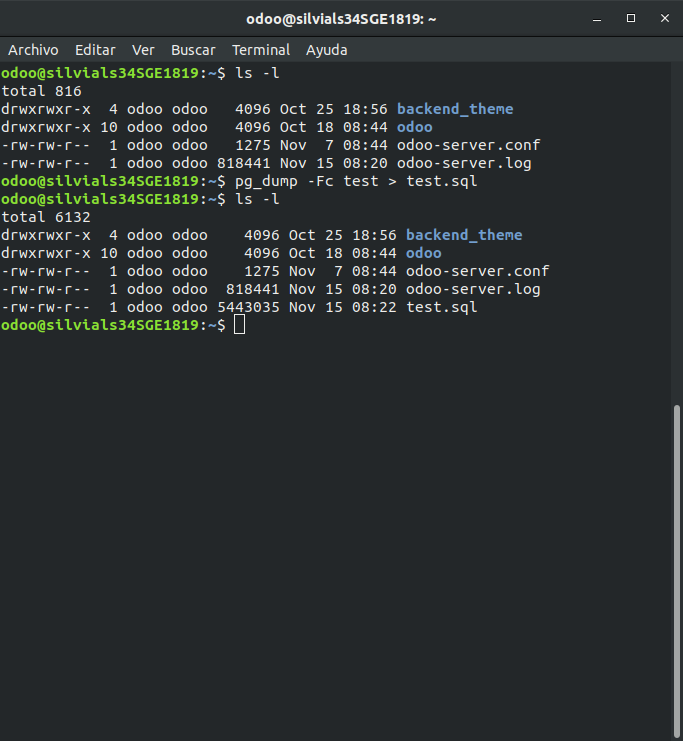 odoo@silvials34SGE1819: ~
Archivo Editar Ver Buscar Terminal Ayuda
odoo@silvials34SGE1819:~$ ls -l
total 816
drwxrwxr-x  4 odoo odoo   4096 Oct 25 18:56 backend_theme
drwxrwxr-x 10 odoo odoo   4096 Oct 18 08:44 odoo
-rw-rw-r--  1 odoo odoo   1275 Nov  7 08:44 odoo-server.conf
-rw-rw-r--  1 odoo odoo 818441 Nov 15 08:20 odoo-server.log
odoo@silvials34SGE1819:~$ pg_dump -Fc test > test.sql
odoo@silvials34SGE1819:~$ ls -l
total 6132
drwxrwxr-x  4 odoo odoo    4096 Oct 25 18:56 backend_theme
drwxrwxr-x 10 odoo odoo    4096 Oct 18 08:44 odoo
-rw-rw-r--  1 odoo odoo    1275 Nov  7 08:44 odoo-server.conf
-rw-rw-r--  1 odoo odoo  818441 Nov 15 08:20 odoo-server.log
-rw-rw-r--  1 odoo odoo 5443035 Nov 15 08:22 test.sql
odoo@silvials34SGE1819:~$